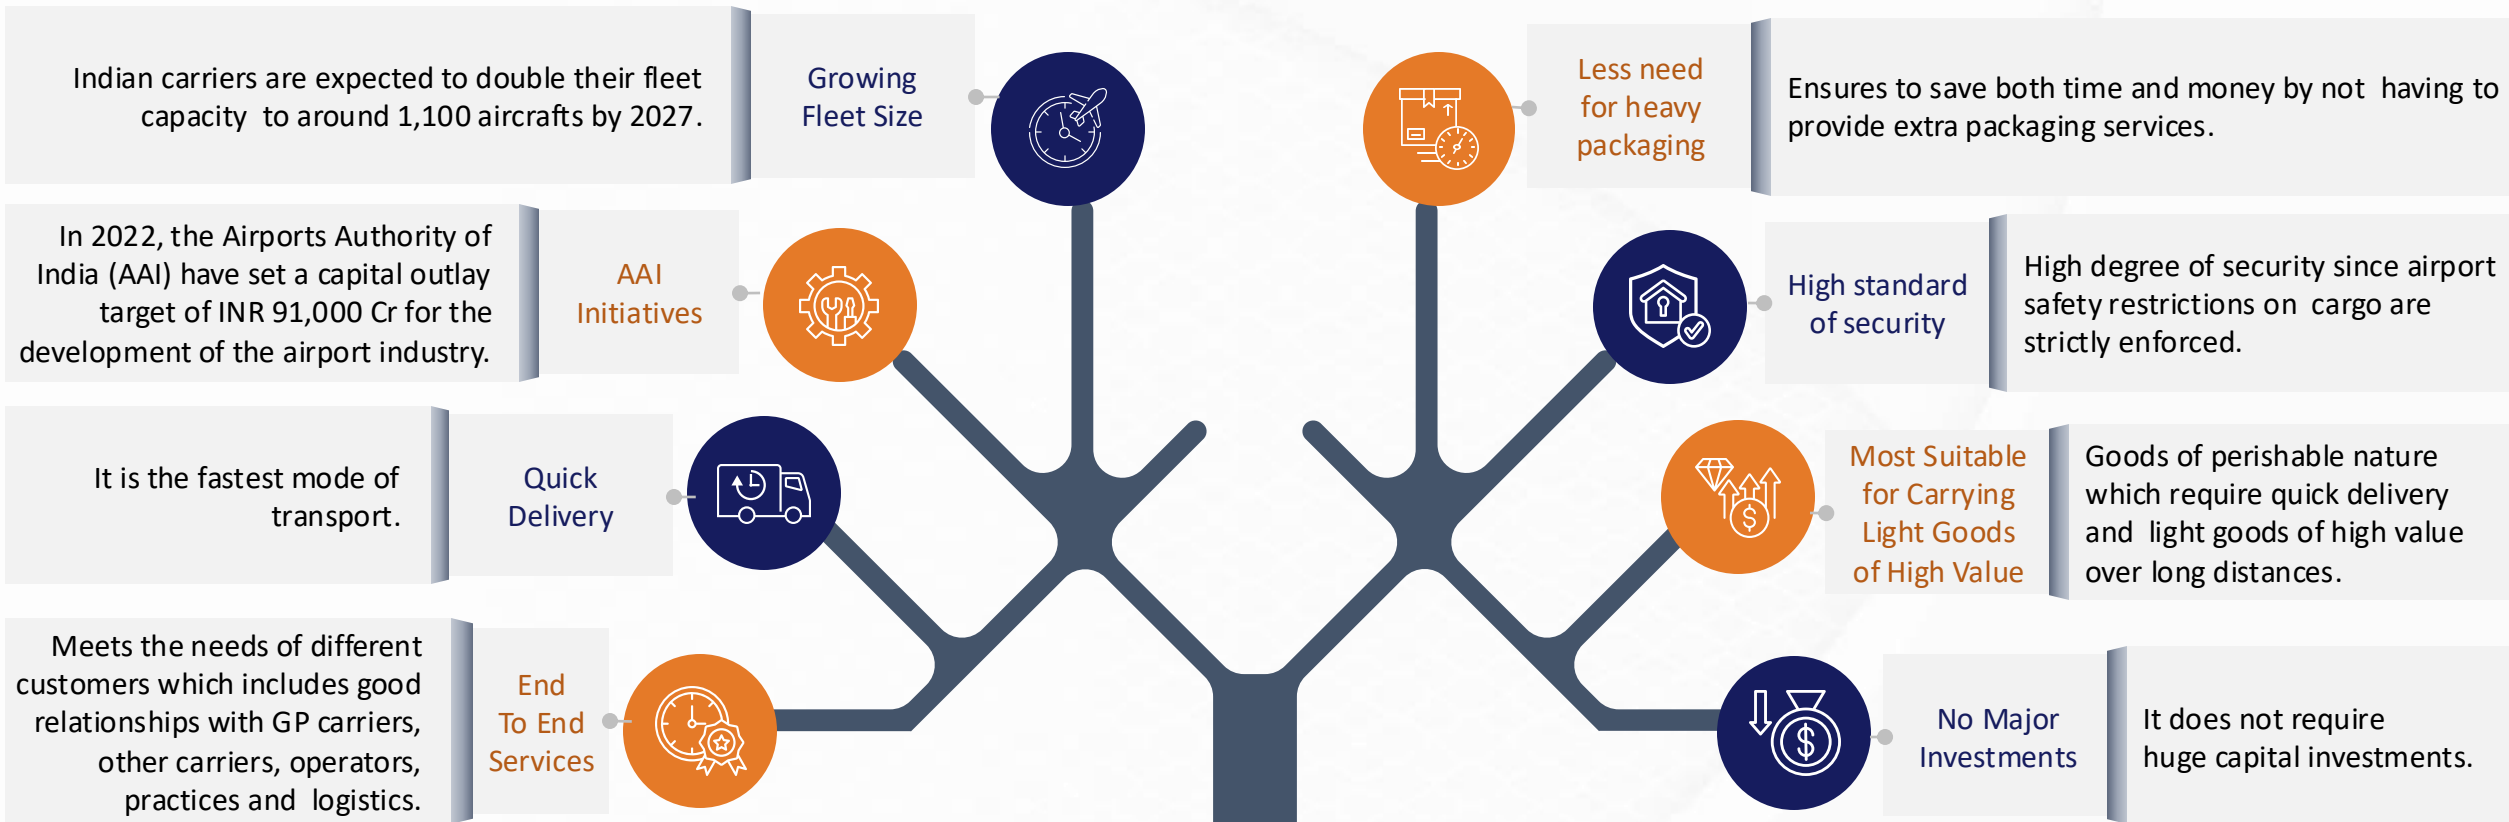 Indian carriers are expected to double their fleet
capacity to around 1,100 aircrafts by 2027.
Growing
Fleet Size
In 2022, the Airports Authority of
India (AAI) have set a capital outlay
target of INR 91,000 Cr for the
development of the airport industry.
AAI
Initiatives
It is the fastest mode of
transport.
Quick
Delivery
Meets the needs of different
customers which includes good
relationships with GP carriers,
other carriers, operators,
practices and logistics.
End
To End
Services
Less need
for heavy
packaging
Ensures to save both time and money by not having to
provide extra packaging services.
High standard
of security
High degree of security since airport
safety restrictions on cargo are
strictly enforced.
Most Suitable
for Carrying
Light Goods
of High Value
Goods of perishable nature
which require quick delivery
and light goods of high value
over long distances.
No Major
Investments
It does not require
huge capital investments.